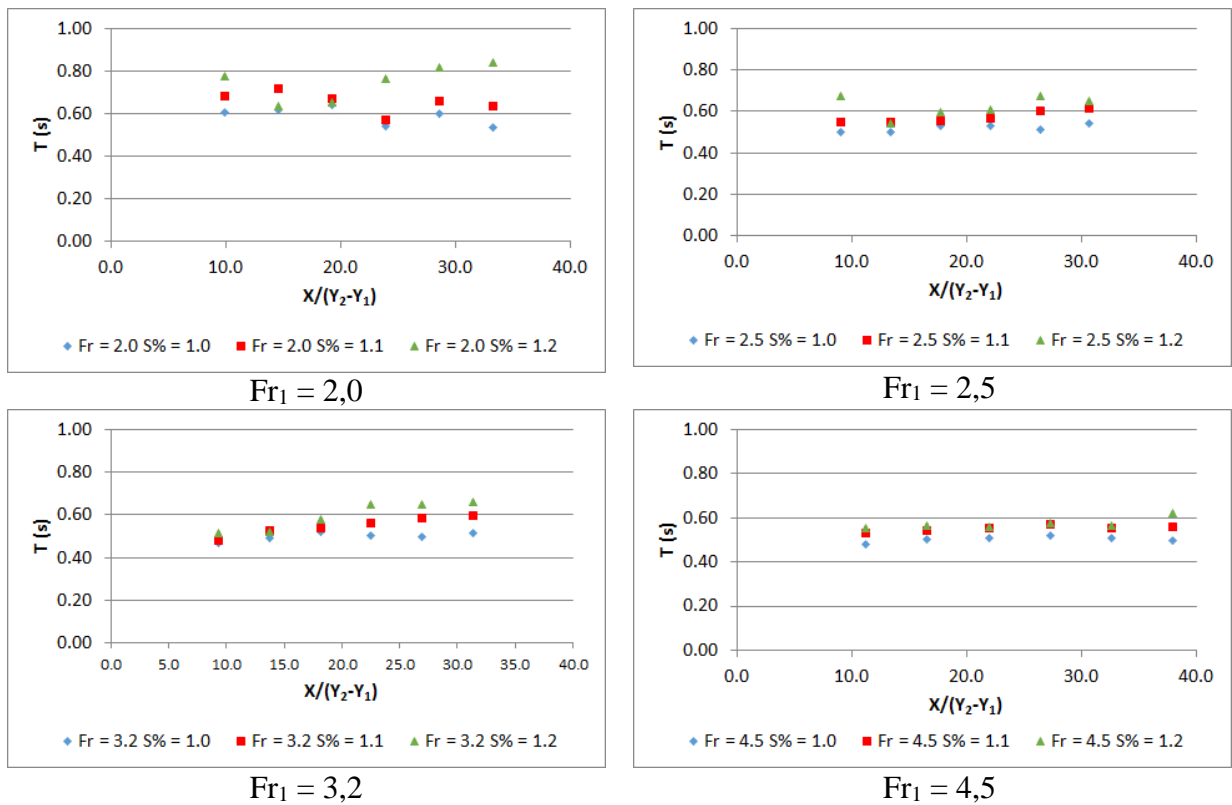 1.00
0.80
0.60
0.40
0.20
0.00
T (s)
0.0 10.0 20.0 30.0 40.0
X/(Y₂-Y₁)
Fr = 2.0 S% = 1.0 Fr = 2.0 S% = 1.1 Fr = 2.0 S% = 1.2
Fr₁ = 2,0
1.00
0.80
0.60
0.40
0.20
0.00
T (s)
0.0 10.0 20.0 30.0 40.0
X/(Y₂-Y₁)
Fr = 2.5 S% = 1.0 Fr = 2.5 S% = 1.1 Fr = 2.5 S% = 1.2
Fr₁ = 2,5
1.00
0.80
0.60
0.40
0.20
0.00
T (s)
0.0 5.0 10.0 15.0 20.0 25.0 30.0 35.0 40.0
X/(Y₂-Y₁)
Fr = 3.2 S% = 1.0 Fr = 3.2 S% = 1.1 Fr = 3.2 S% = 1.2
Fr₁ = 3,2
1.00
0.80
0.60
0.40
0.20
0.00
T (s)
0.0 10.0 20.0 30.0 40.0
X/(Y₂-Y₁)
Fr = 4.5 S% = 1.0 Fr = 4.5 S% = 1.1 Fr = 4.5 S% = 1.2
Fr₁ = 4,5